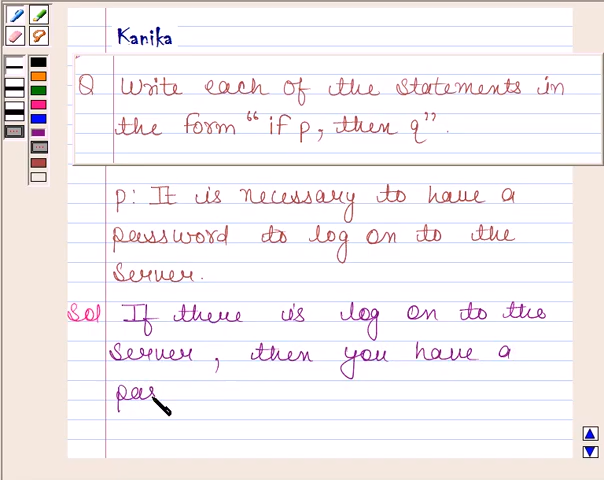 Kanika
Q Write each of the statements in
the form “if p, then q”.
p: It is necessary to have a
password to log on to the
server.
Sol If there is log on to the
server, then you have a
pas